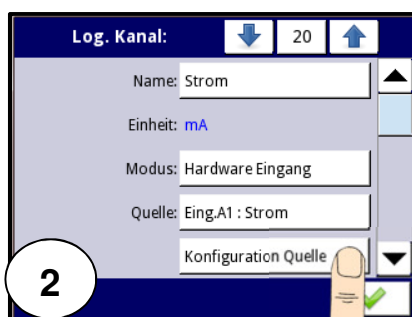 Log. Kanal: 20
Name: Strom
Einheit: mA
Modus: Hardware Eingang
Quelle: Eing.A1 : Strom
Konfiguration Quelle
2